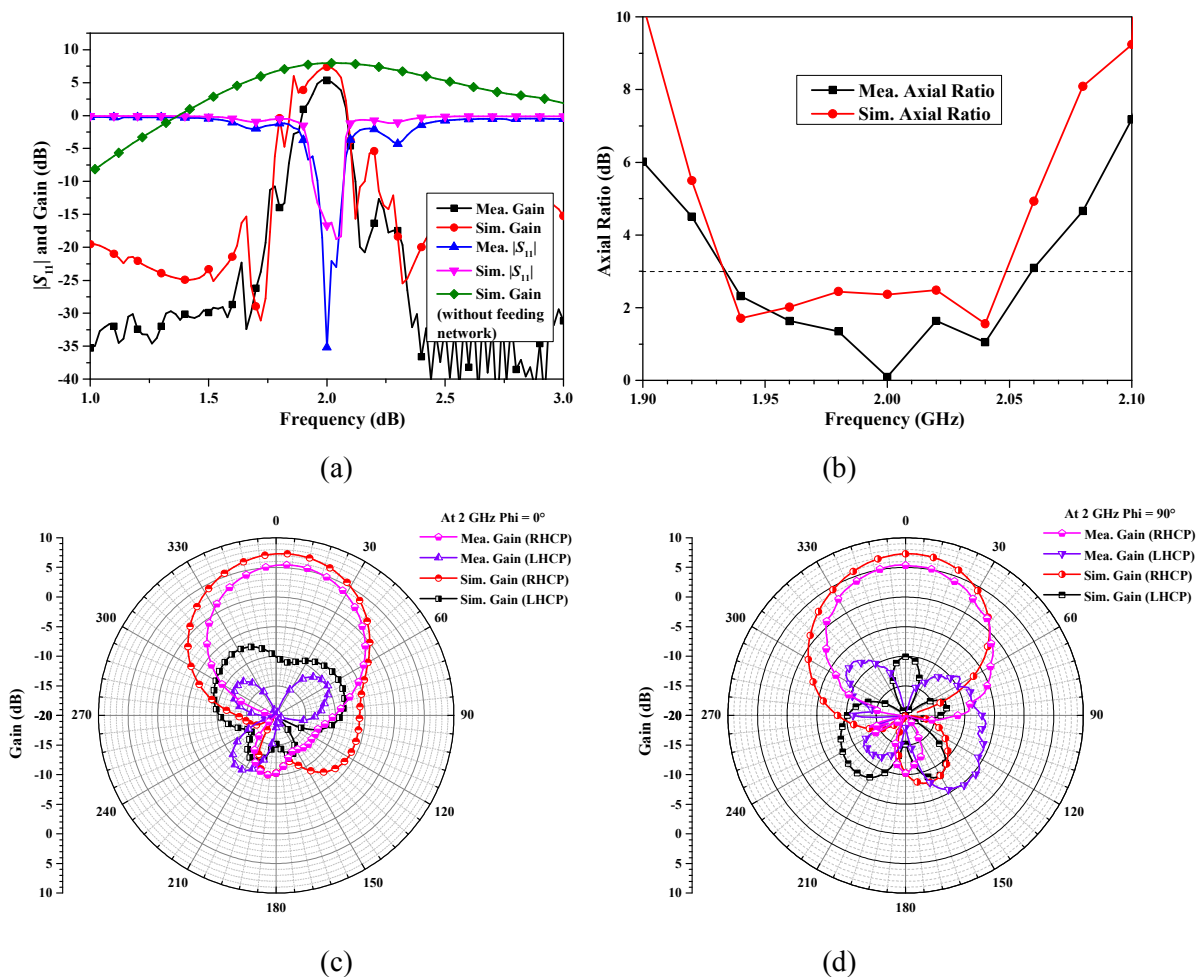 10
5
0
-5
-10
-15
-20
-25
-30
-35
-40
|S11| and Gain (dB)
Mea. Gain
Sim. Gain
Mea. |S11|
Sim. |S11|
Sim. Gain
(without feeding
network)
1.0 1.5 2.0 2.5 3.0
Frequency (dB)
(a)
10
8
6
4
2
0
Axial Ratio (dB)
Mea. Axial Ratio
Sim. Axial Ratio
1.90 1.95 2.00 2.05 2.10
Frequency (GHz)
(b)
At 2 GHz Phi = 0°
Mea. Gain (RHCP)
Mea. Gain (LHCP)
Sim. Gain (RHCP)
Sim. Gain (LHCP)
0
30
60
90
120
150
180
210
240
270
300
330
10
5
0
-5
-10
-15
-20
-15
-10
-5
0
5
10
Gain (dB)
(c)
At 2 GHz Phi = 90°
Mea. Gain (RHCP)
Mea. Gain (LHCP)
Sim. Gain (RHCP)
Sim. Gain (LHCP)
0
30
60
90
120
150
180
210
240
270
300
330
10
5
0
-5
-10
-15
-20
-15
-10
-5
0
5
10
Gain (dB)
(d)